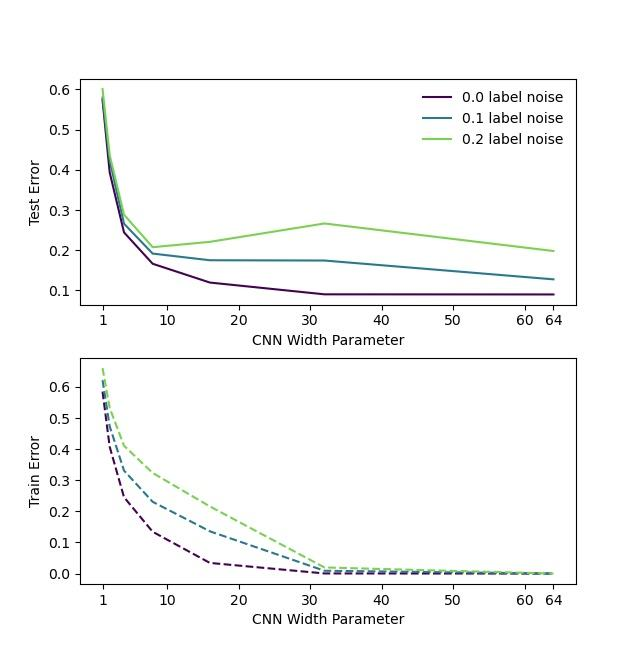 0.6
0.5
0.4
0.3
0.2
0.1
Test Error
0.0 label noise
0.1 label noise
0.2 label noise
1 10 20 30 40 50 60 64
CNN Width Parameter
0.6
0.5
0.4
0.3
0.2
0.1
0.0
Train Error
1 10 20 30 40 50 60 64
CNN Width Parameter